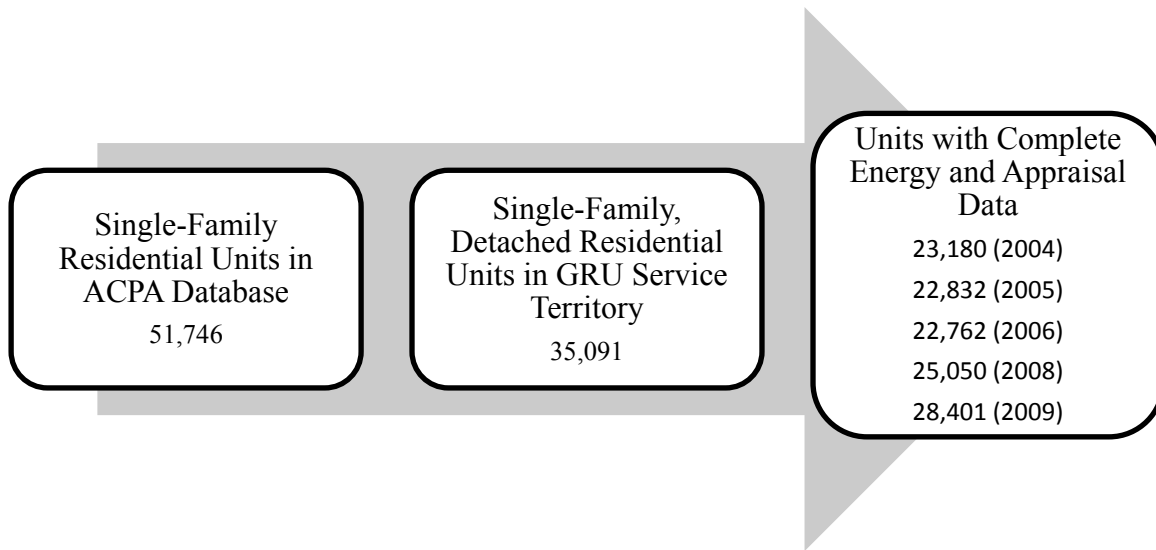 Single-Family
Residential Units in
ACPA Database
51,746
Single-Family,
Detached Residential
Units in GRU Service
Territory
35,091
Units with Complete
Energy and Appraisal
Data
23,180 (2004)
22,832 (2005)
22,762 (2006)
25,050 (2008)
28,401 (2009)